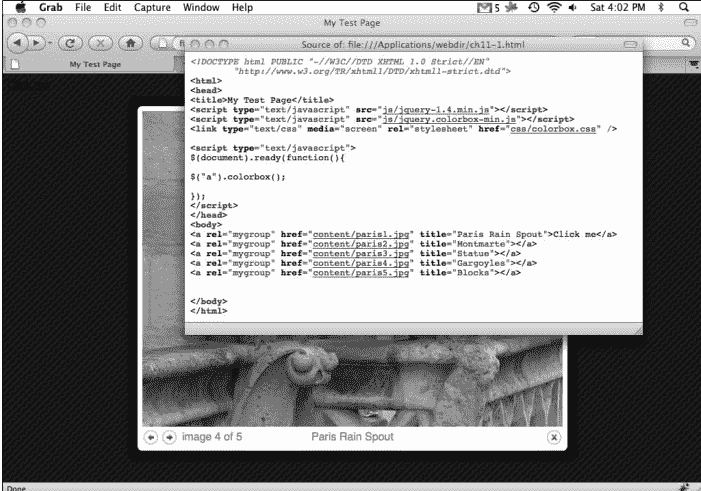 Grab File Edit Capture Window Help 5 Sat 4:02 PM
My Test Page
Source of: file:///Applications/webdir/ch11-1.html
My Test Page
<!DOCTYPE html PUBLIC "-//W3C//DTD XHTML 1.0 Strict//EN"
"http://www.w3.org/TR/xhtml1/DTD/xhtml1-strict.dtd">
<html>
<head>
<title>My Test Page</title>
<script type="text/javascript" src="js/jquery-1.4.min.js"></script>
<script type="text/javascript" src="js/jquery.colorbox-min.js"></script>
<link type="text/css" media="screen" rel="stylesheet" href="css/colorbox.css" />
<script type="text/javascript">
$(document).ready(function(){
$("a").colorbox();
});
</script>
</head>
<body>
<a rel="mygroup" href="content/paris1.jpg" title="Paris Rain Spout">Click me</a>
<a rel="mygroup" href="content/paris2.jpg" title="Montmarte"></a>
<a rel="mygroup" href="content/paris3.jpg" title="Statue"></a>
<a rel="mygroup" href="content/paris4.jpg" title="Gargoyles"></a>
<a rel="mygroup" href="content/paris5.jpg" title="Blocks"></a>
</body>
</html>
image 4 of 5 Paris Rain Spout
Done